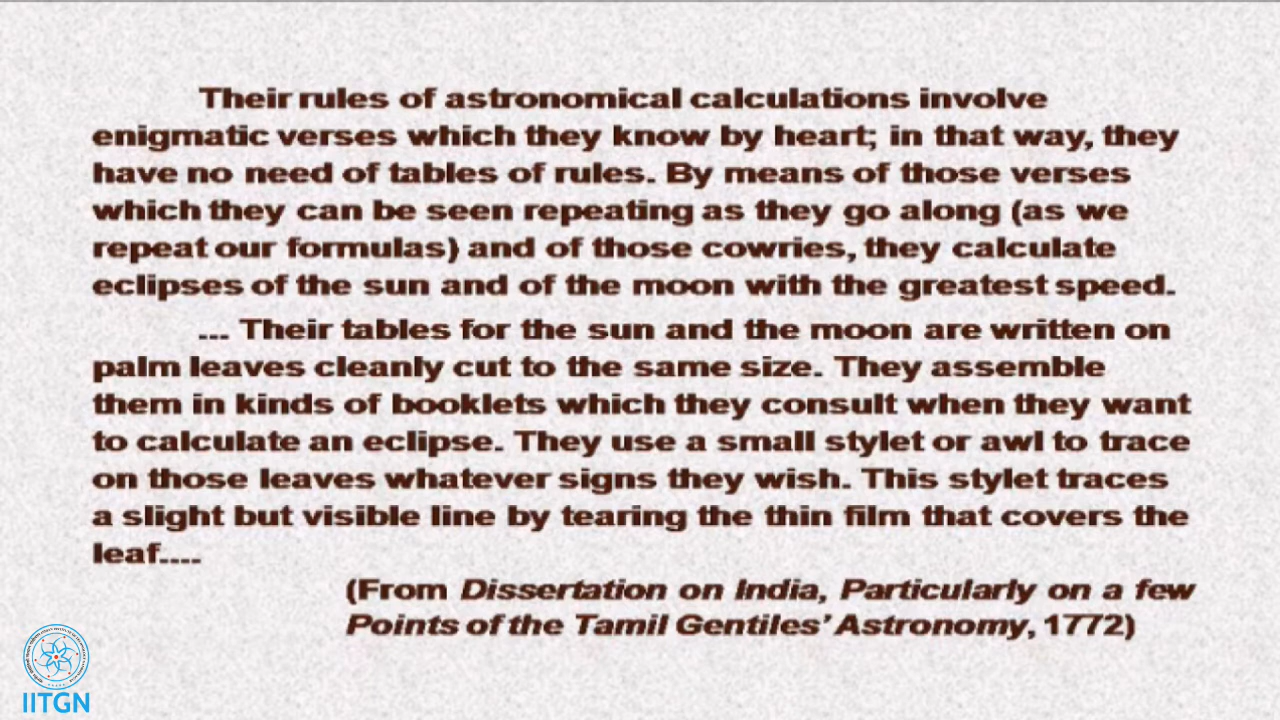 Their rules of astronomical calculations involve
enigmatic verses which they know by heart; in that way, they
have no need of tables of rules. By means of those verses
which they can be seen repeating as they go along (as we
repeat our formulas) and of those cowries, they calculate
eclipses of the sun and of the moon with the greatest speed.
... Their tables for the sun and the moon are written on
palm leaves cleanly cut to the same size. They assemble
them in kinds of booklets which they consult when they want
to calculate an eclipse. They use a small stylet or awl to trace
on those leaves whatever signs they wish. This stylet traces
a slight but visible line by tearing the thin film that covers the
leaf....
(From Dissertation on India, Particularly on a few
Points of the Tamil Gentiles' Astronomy, 1772)
IITGN